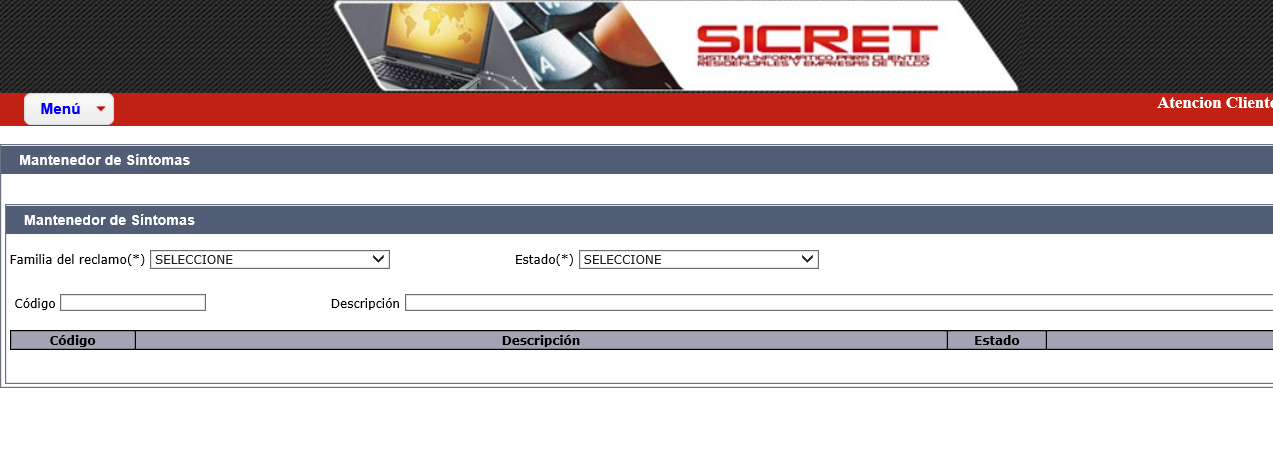 SICRET
SISTEMA INFORMATICO PARA CLIENTES
RESIDENCIALES Y EMPRESAS DE TELCO
Menú
Atencion Cliente
Mantenedor de Síntomas
Mantenedor de Síntomas
Familia del reclamo(*) SELECCIONE Estado(*) SELECCIONE
Código Descripción
Código Descripción Estado